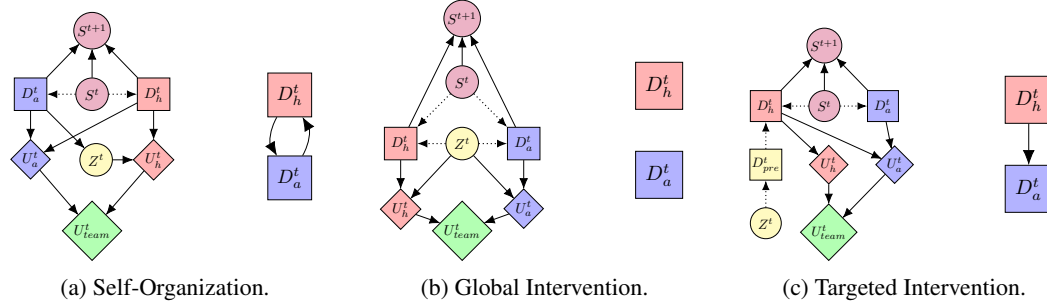 S^{t+1}
D_a^t S^t D_h^t
U_a^t Z^t U_h^t
U_{team}^t
D_h^t
D_a^t
(a) Self-Organization.
S^{t+1}
S^t
D_h^t Z^t D_a^t
U_h^t U_a^t
U_{team}^t
D_h^t
D_a^t
(b) Global Intervention.
S^{t+1}
D_h^t S^t D_a^t
D_{pre}^t U_h^t U_a^t
Z^t U_{team}^t
D_h^t
D_a^t
(c) Targeted Intervention.